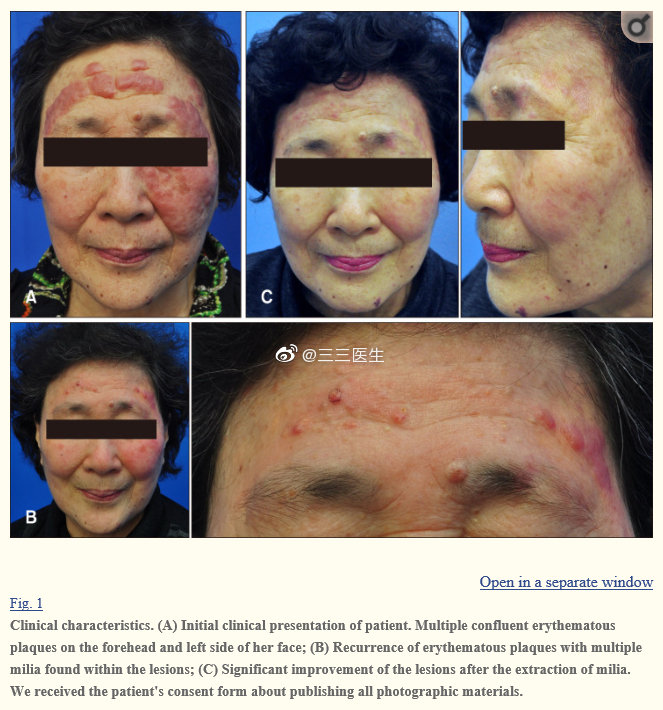 A
C
@三三医生
B
Open in a separate window
Fig. 1
Clinical characteristics. (A) Initial clinical presentation of patient. Multiple confluent erythematous
plaques on the forehead and left side of her face; (B) Recurrence of erythematous plaques with multiple
milia found within the lesions; (C) Significant improvement of the lesions after the extraction of milia.
We received the patient's consent form about publishing all photographic materials.